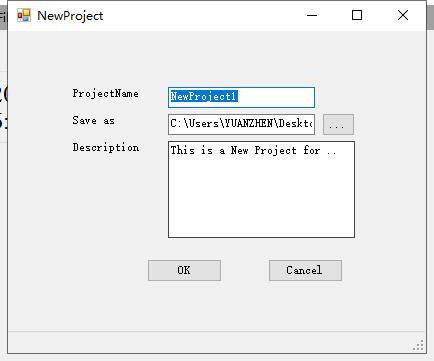 NewProject
ProjectName
NewProject1
Save as
C:\Users\YUANZHEN\Deskto
...
Description
This is a New Project for ..
OK
Cancel